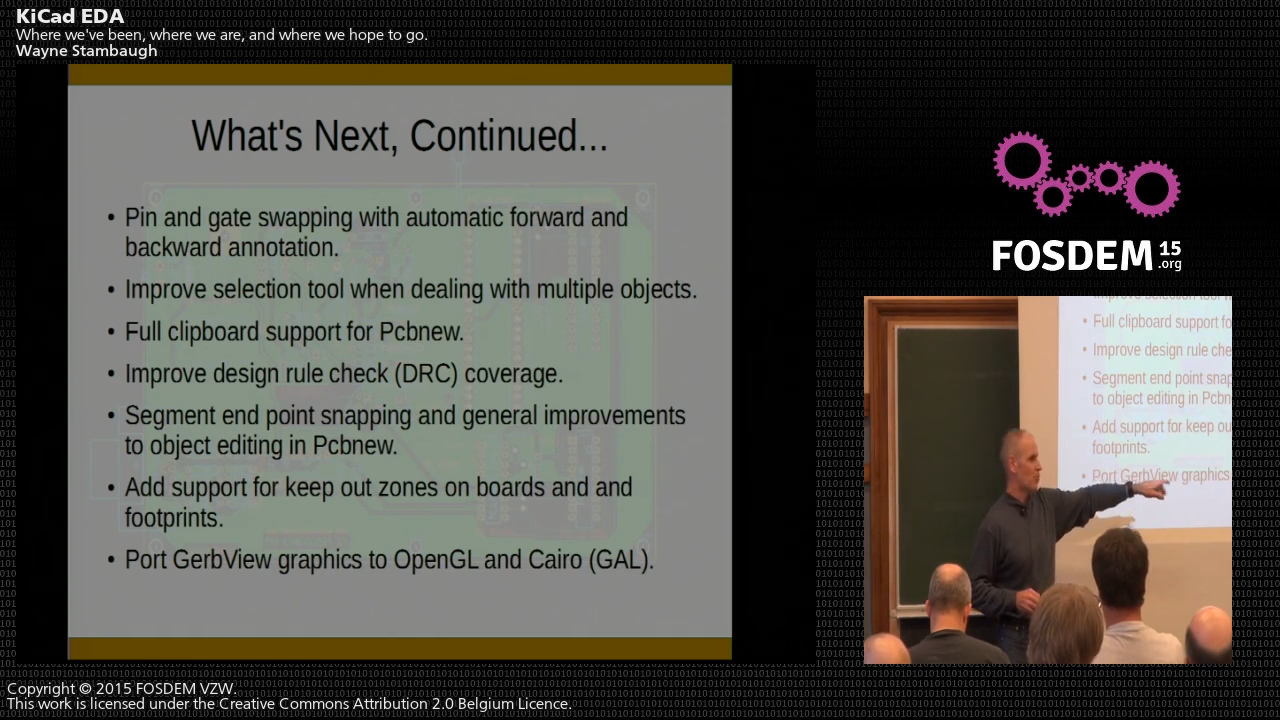 KiCad EDA
Where we've been, where we are, and where we hope to go.
Wayne Stambaugh
What's Next, Continued...
• Pin and gate swapping with automatic forward and
backward annotation.
• Improve selection tool when dealing with multiple objects.
• Full clipboard support for Pcbnew.
• Improve design rule check (DRC) coverage.
• Segment end point snapping and general improvements
to object editing in Pcbnew.
• Add support for keep out zones on boards and and
footprints.
• Port GerbView graphics to OpenGL and Cairo (GAL).
FOSDEM 15
.org
• Full clipboard support fo
• Improve design rule che
• Segment end point snap
to object editing in Pcbn
• Add support for keep ou
footprints.
• Port GerbView graphics
Copyright © 2015 FOSDEM VZW.
This work is licensed under the Creative Commons Attribution 2.0 Belgium Licence.